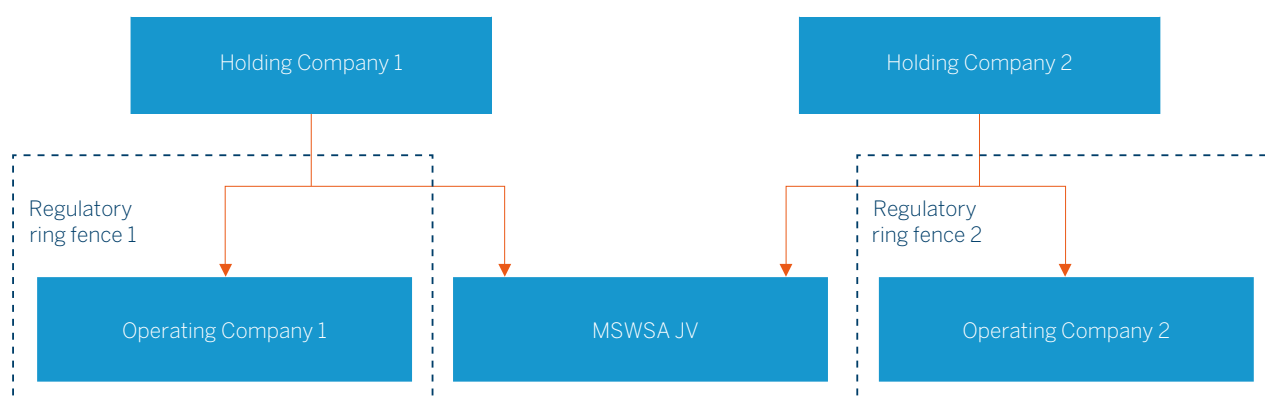 Holding Company 1
Holding Company 2
Regulatory
ring fence 1
Regulatory
ring fence 2
Operating Company 1
MSWSA JV
Operating Company 2